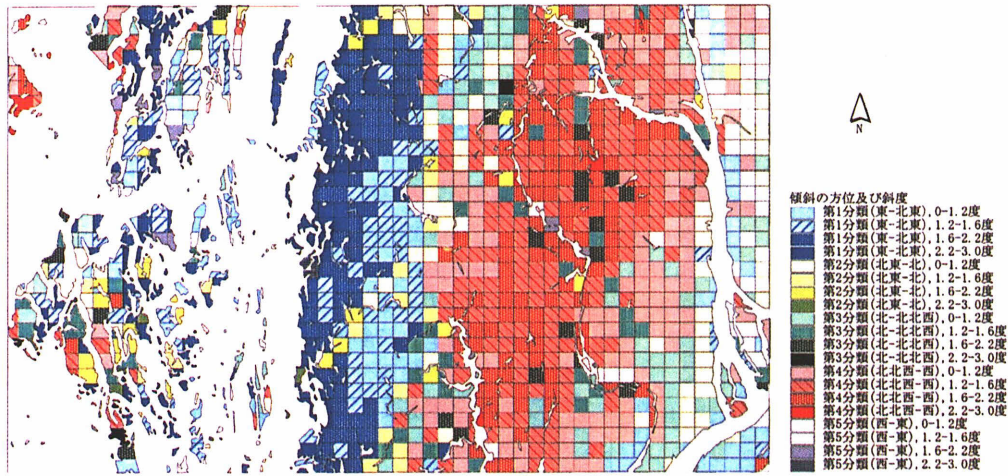 N
傾斜の方位及び斜度
第1分類(東-北東),0-1.2度
第1分類(東-北東),1.2-1.6度
第1分類(東-北東),1.6-2.2度
第1分類(東-北東),2.2-3.0度
第2分類(北東-北),0-1.2度
第2分類(北東-北),1.2-1.6度
第2分類(北東-北),1.6-2.2度
第2分類(北東-北),2.2-3.0度
第3分類(北-北北西),0-1.2度
第3分類(北-北北西),1.2-1.6度
第3分類(北-北北西),1.6-2.2度
第3分類(北-北北西),2.2-3.0度
第4分類(北北西-西),0-1.2度
第4分類(北北西-西),1.2-1.6度
第4分類(北北西-西),1.6-2.2度
第4分類(北北西-西),2.2-3.0度
第5分類(西-東),0-1.2度
第5分類(西-東),1.2-1.6度
第5分類(西-東),1.6-2.2度
第5分類(西-東),2.2-3.0度